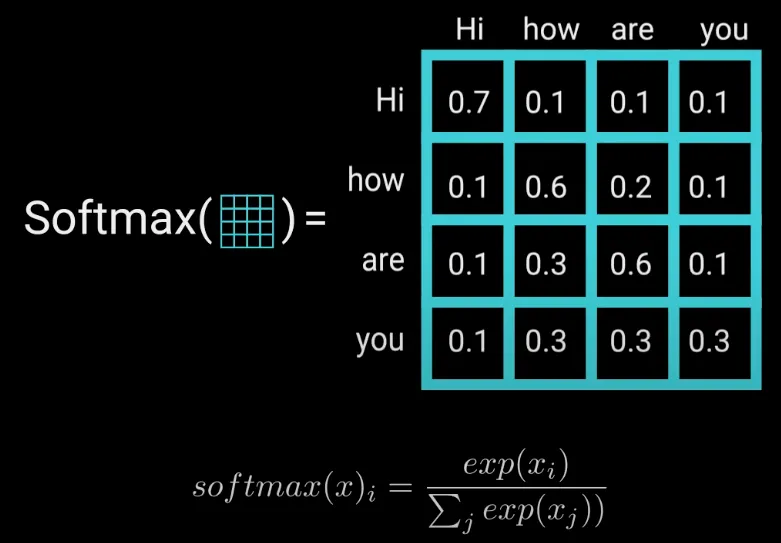 Hi how are you
Hi 0.7 0.1 0.1 0.1
how 0.1 0.6 0.2 0.1
Softmax( ) =
are 0.1 0.3 0.6 0.1
you 0.1 0.3 0.3 0.3
softmax(x)_i = exp(x_i) / ∑_j exp(x_j))